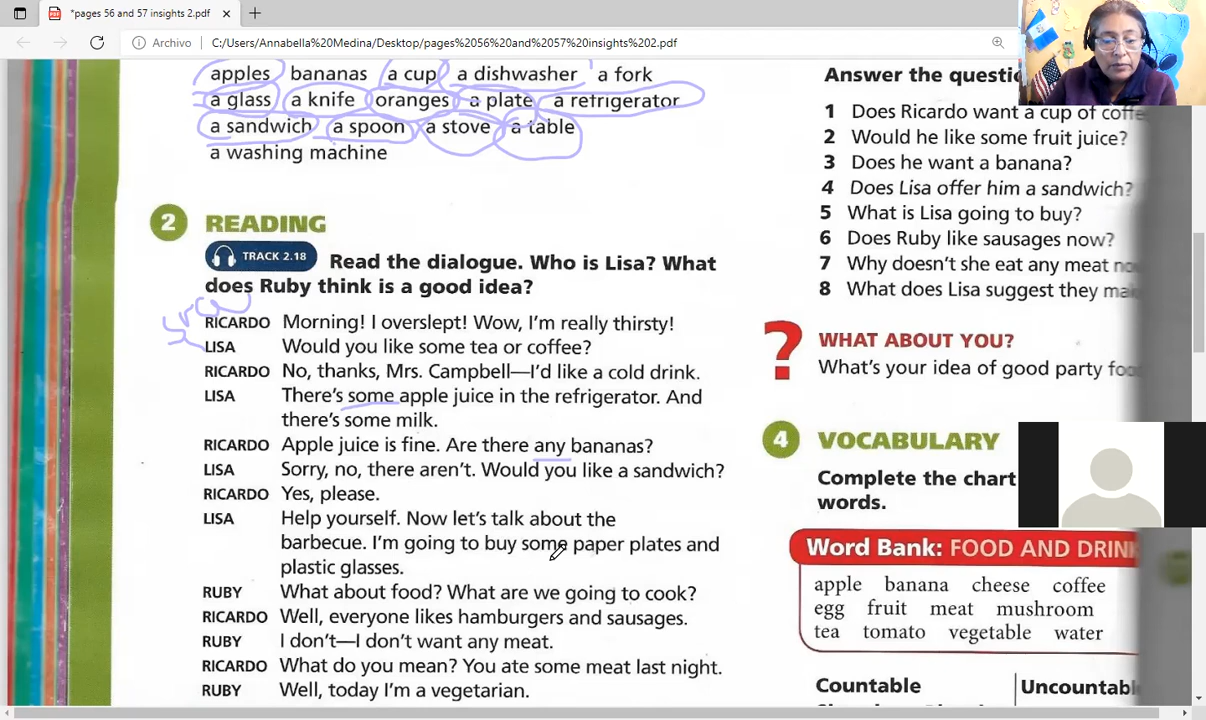 *pages 56 and 57 insights 2.pdf
Archivo
C:/Users/Annabella%20Medina/Desktop/pages%2056%20and%2057%20insights%202.pdf
apples bananas a cup a dishwasher a fork
a glass a knife oranges a plate a refrigerator
a sandwich a spoon a stove a table
a washing machine
2 READING
TRACK 2.18 Read the dialogue. Who is Lisa? What
does Ruby think is a good idea?
RICARDO Morning! I overslept! Wow, I'm really thirsty!
LISA Would you like some tea or coffee?
RICARDO No, thanks, Mrs. Campbell—I'd like a cold drink.
LISA There's some apple juice in the refrigerator. And
there's some milk.
RICARDO Apple juice is fine. Are there any bananas?
LISA Sorry, no, there aren't. Would you like a sandwich?
RICARDO Yes, please.
LISA Help yourself. Now let's talk about the
barbecue. I'm going to buy some paper plates and
plastic glasses.
RUBY What about food? What are we going to cook?
RICARDO Well, everyone likes hamburgers and sausages.
RUBY I don't—I don't want any meat.
RICARDO What do you mean? You ate some meat last night.
RUBY Well, today I'm a vegetarian.
Answer the questi
1 Does Ricardo want a cup of coff
2 Would he like some fruit juice?
3 Does he want a banana?
4 Does Lisa offer him a sandwich?
5 What is Lisa going to buy?
6 Does Ruby like sausages now?
7 Why doesn't she eat any meat
8 What does Lisa suggest they
? WHAT ABOUT YOU?
What's your idea of good party
4 VOCABULARY
Complete the chart
words.
Word Bank: FOOD AND DRIN
apple banana cheese coffee
egg fruit meat mushroom
tea tomato vegetable water
Countable Uncountabl